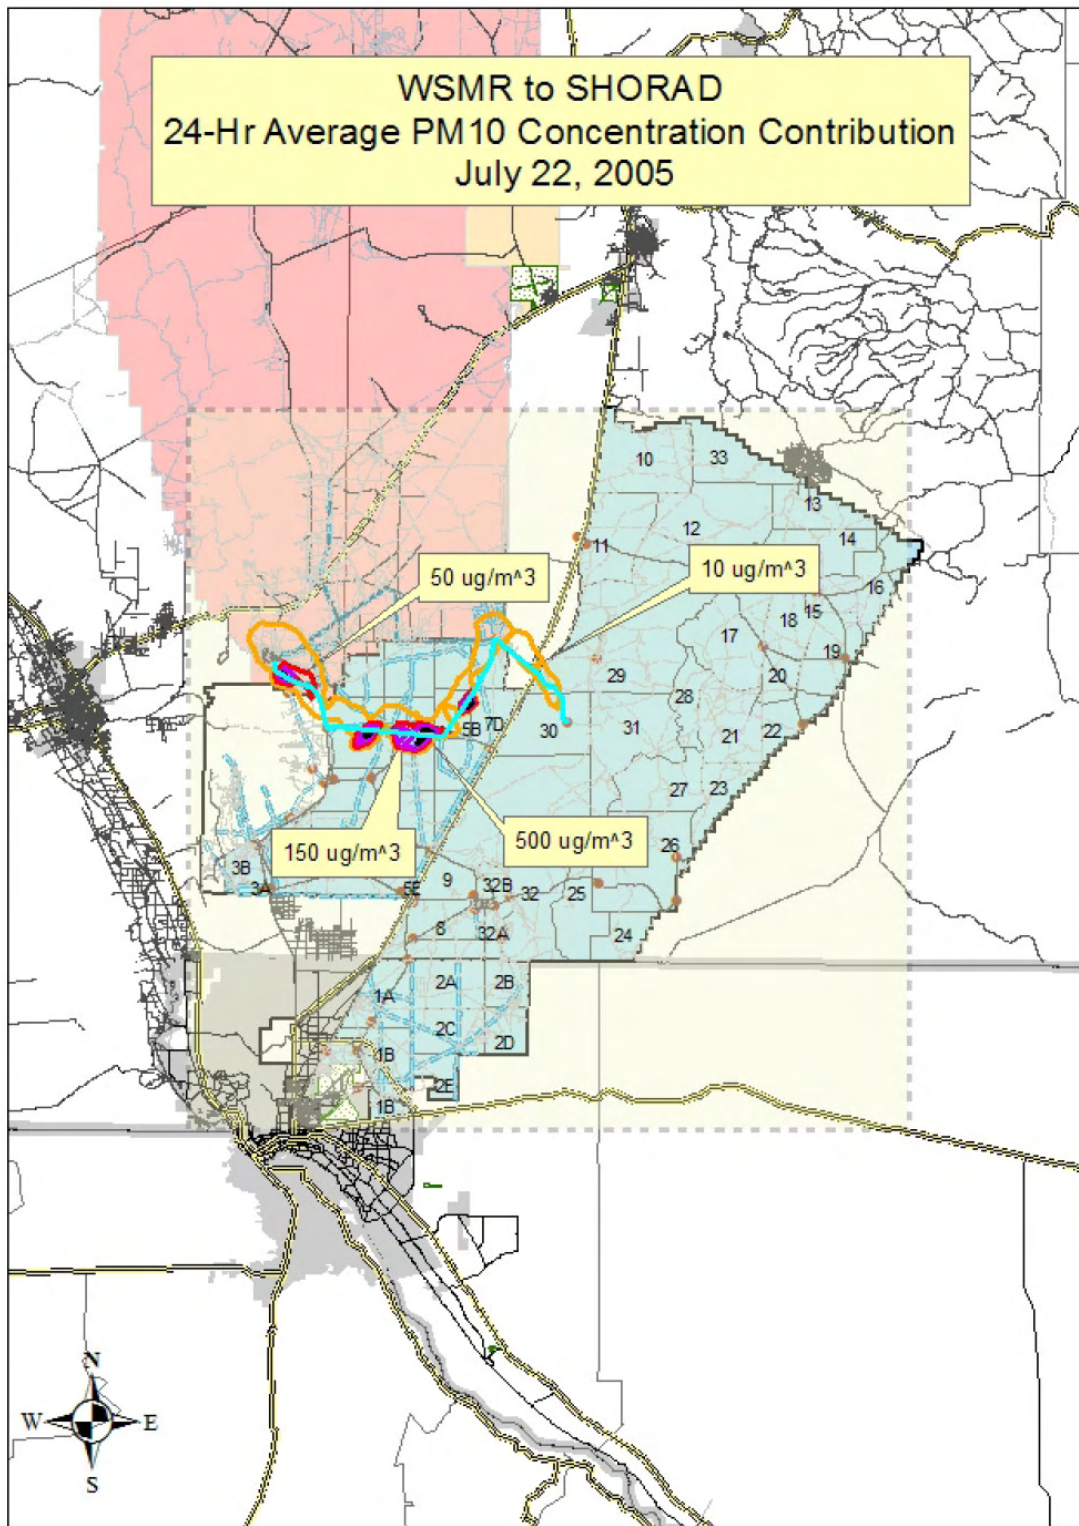 WSMR to SHORAD
24-Hr Average PM10 Concentration Contribution
July 22, 2005
10
33
13
12
14
11
50 ug/m^3
10 ug/m^3
16
15
18
17
19
29
20
28
5B
7D
30
31
21
22
27
23
150 ug/m^3
500 ug/m^3
26
3B
3A
5E
9
32B
32
25
8
32A
24
2A
2B
1A
2C
2D
1B
2E
1B
N
W
E
S